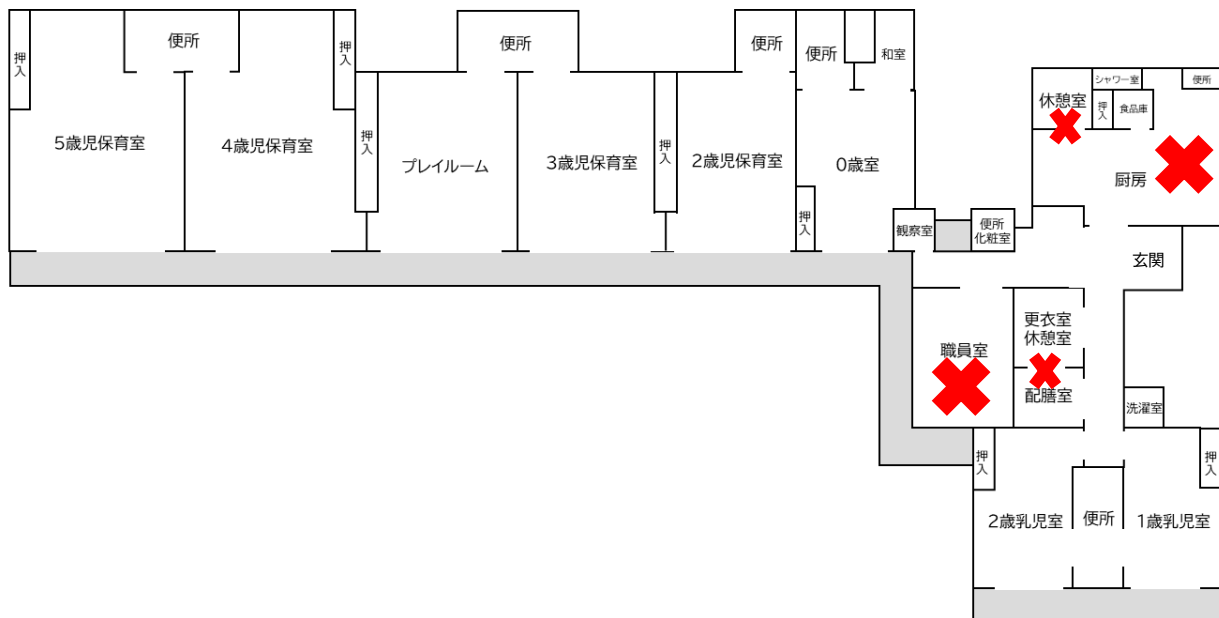 押入
便所
押入
5歳児保育室
4歳児保育室
便所
押入
プレイルーム
3歳児保育室
押入
便所
2歳児保育室
便所
和室
0歳室
押入
観察室
便所
化粧室
休憩室
シャワー室
便所
押入
食品庫
厨房
玄関
職員室
更衣室
休憩室
配膳室
洗濯室
押入
押入
2歳乳児室
便所
1歳乳児室